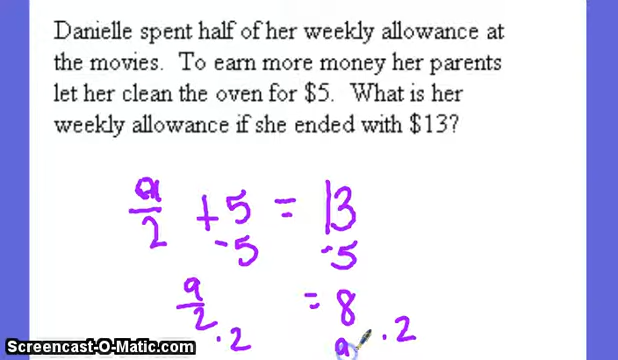 Danielle spent half of her weekly allowance at
the movies.  To earn more money her parents
let her clean the oven for $5.  What is her
weekly allowance if she ended with $13?
a/2 + 5 = 13
-5 -5
a/2 = 8
·2 ·2
a
Screencast-O-Matic.com